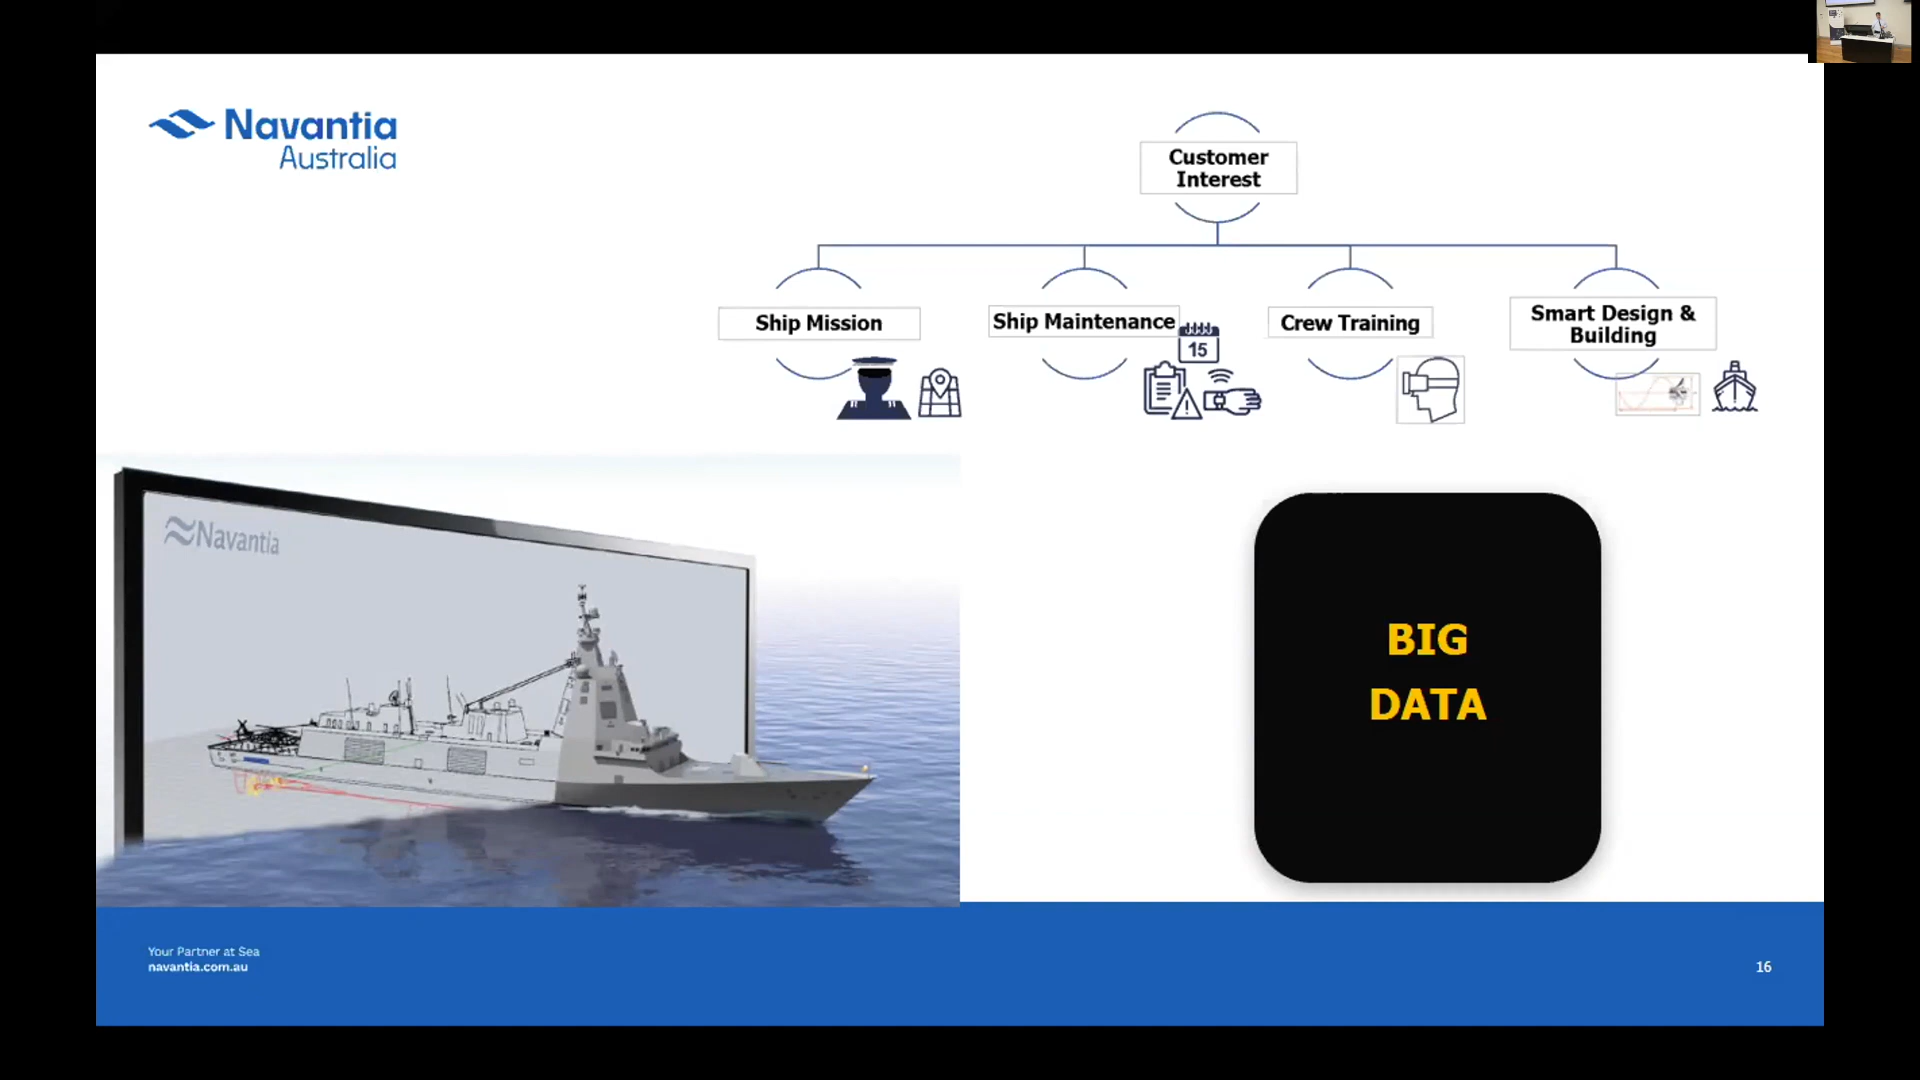 Navantia
Australia
Customer
Interest
Ship Mission
Ship Maintenance
15
Crew Training
Smart Design &
Building
Navantia
BIG
DATA
Your Partner at Sea
navantia.com.au
16